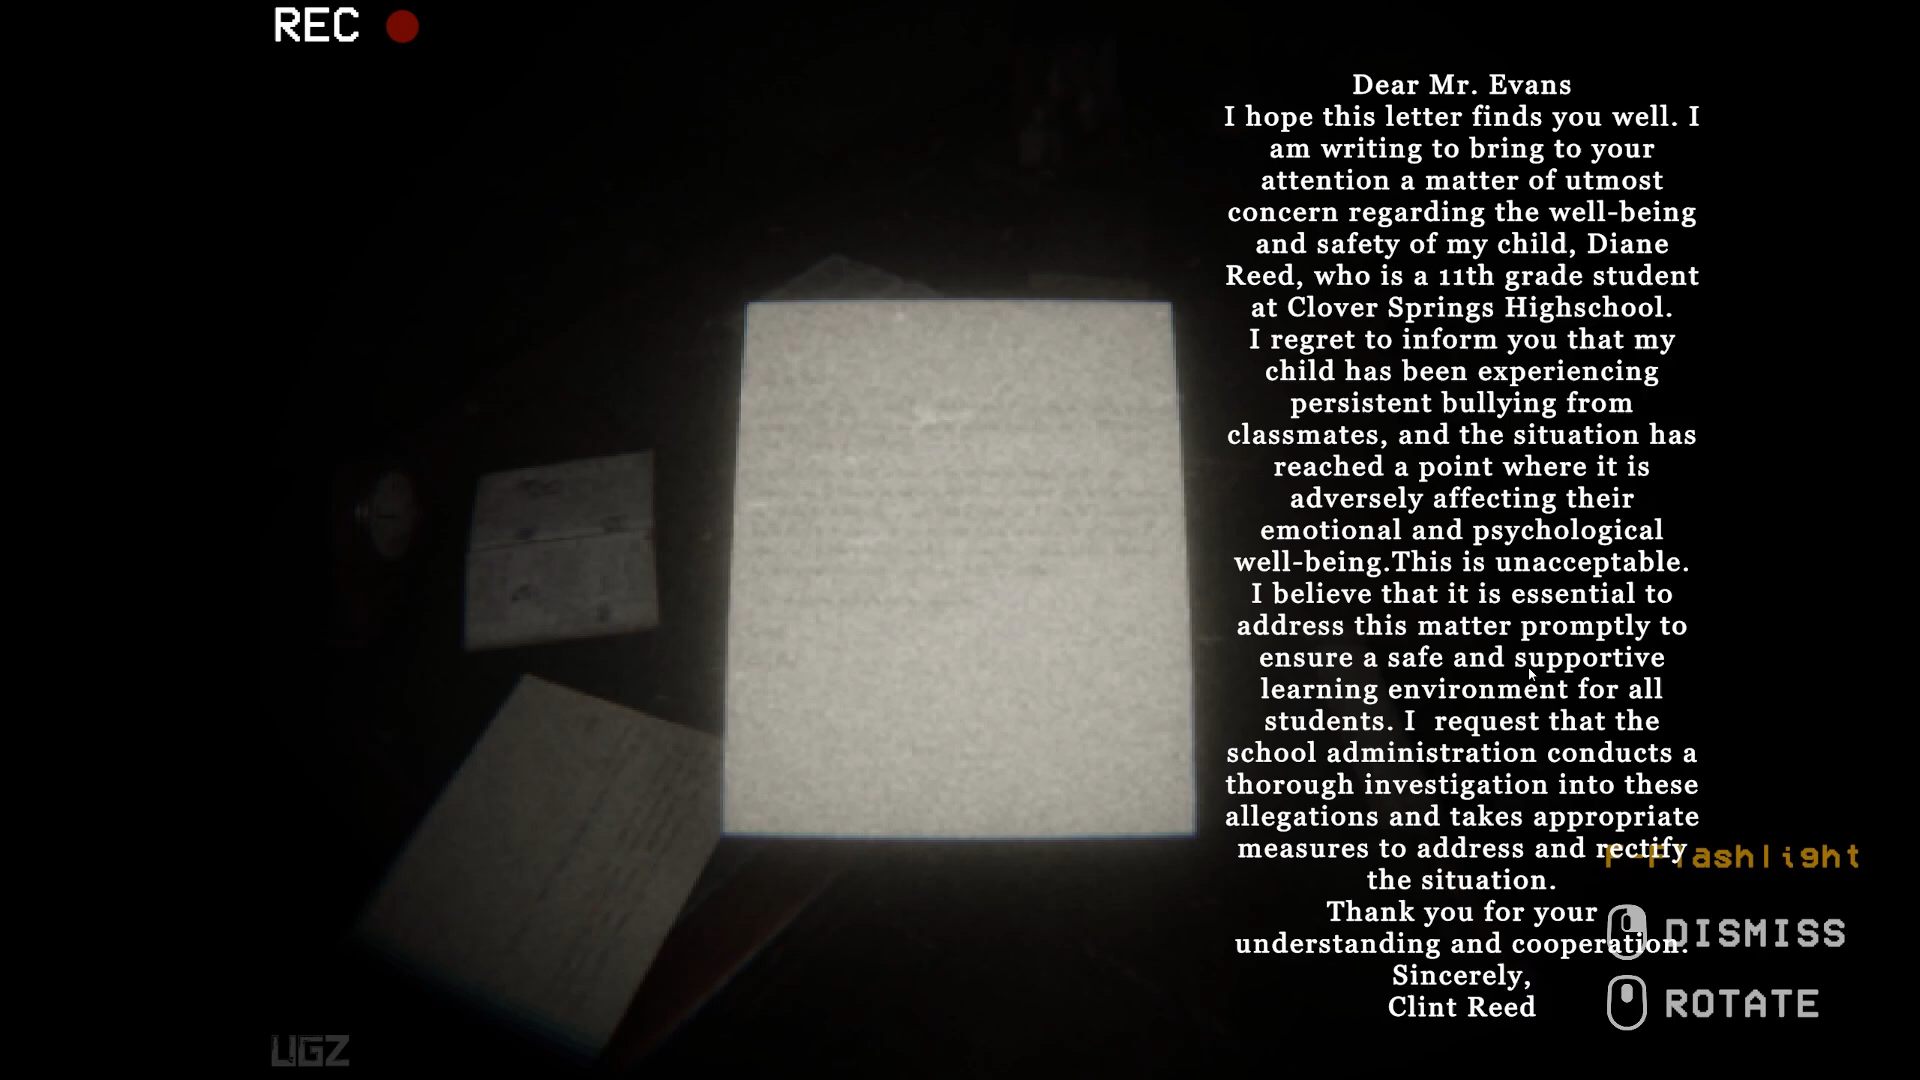 REC
Dear Mr. Evans
I hope this letter finds you well. I
am writing to bring to your
attention a matter of utmost
concern regarding the well-being
and safety of my child, Diane
Reed, who is a 11th grade student
at Clover Springs Highschool.
I regret to inform you that my
child has been experiencing
persistent bullying from
classmates, and the situation has
reached a point where it is
adversely affecting their
emotional and psychological
well-being.This is unacceptable.
I believe that it is essential to
address this matter promptly to
ensure a safe and supportive
learning environment for all
students. I  request that the
school administration conducts a
thorough investigation into these
allegations and takes appropriate
measures to address and rectify
the situation.
Thank you for your
understanding and cooperation.
Sincerely,
Clint Reed
F-Flashlight
DISMISS
ROTATE
UGZ